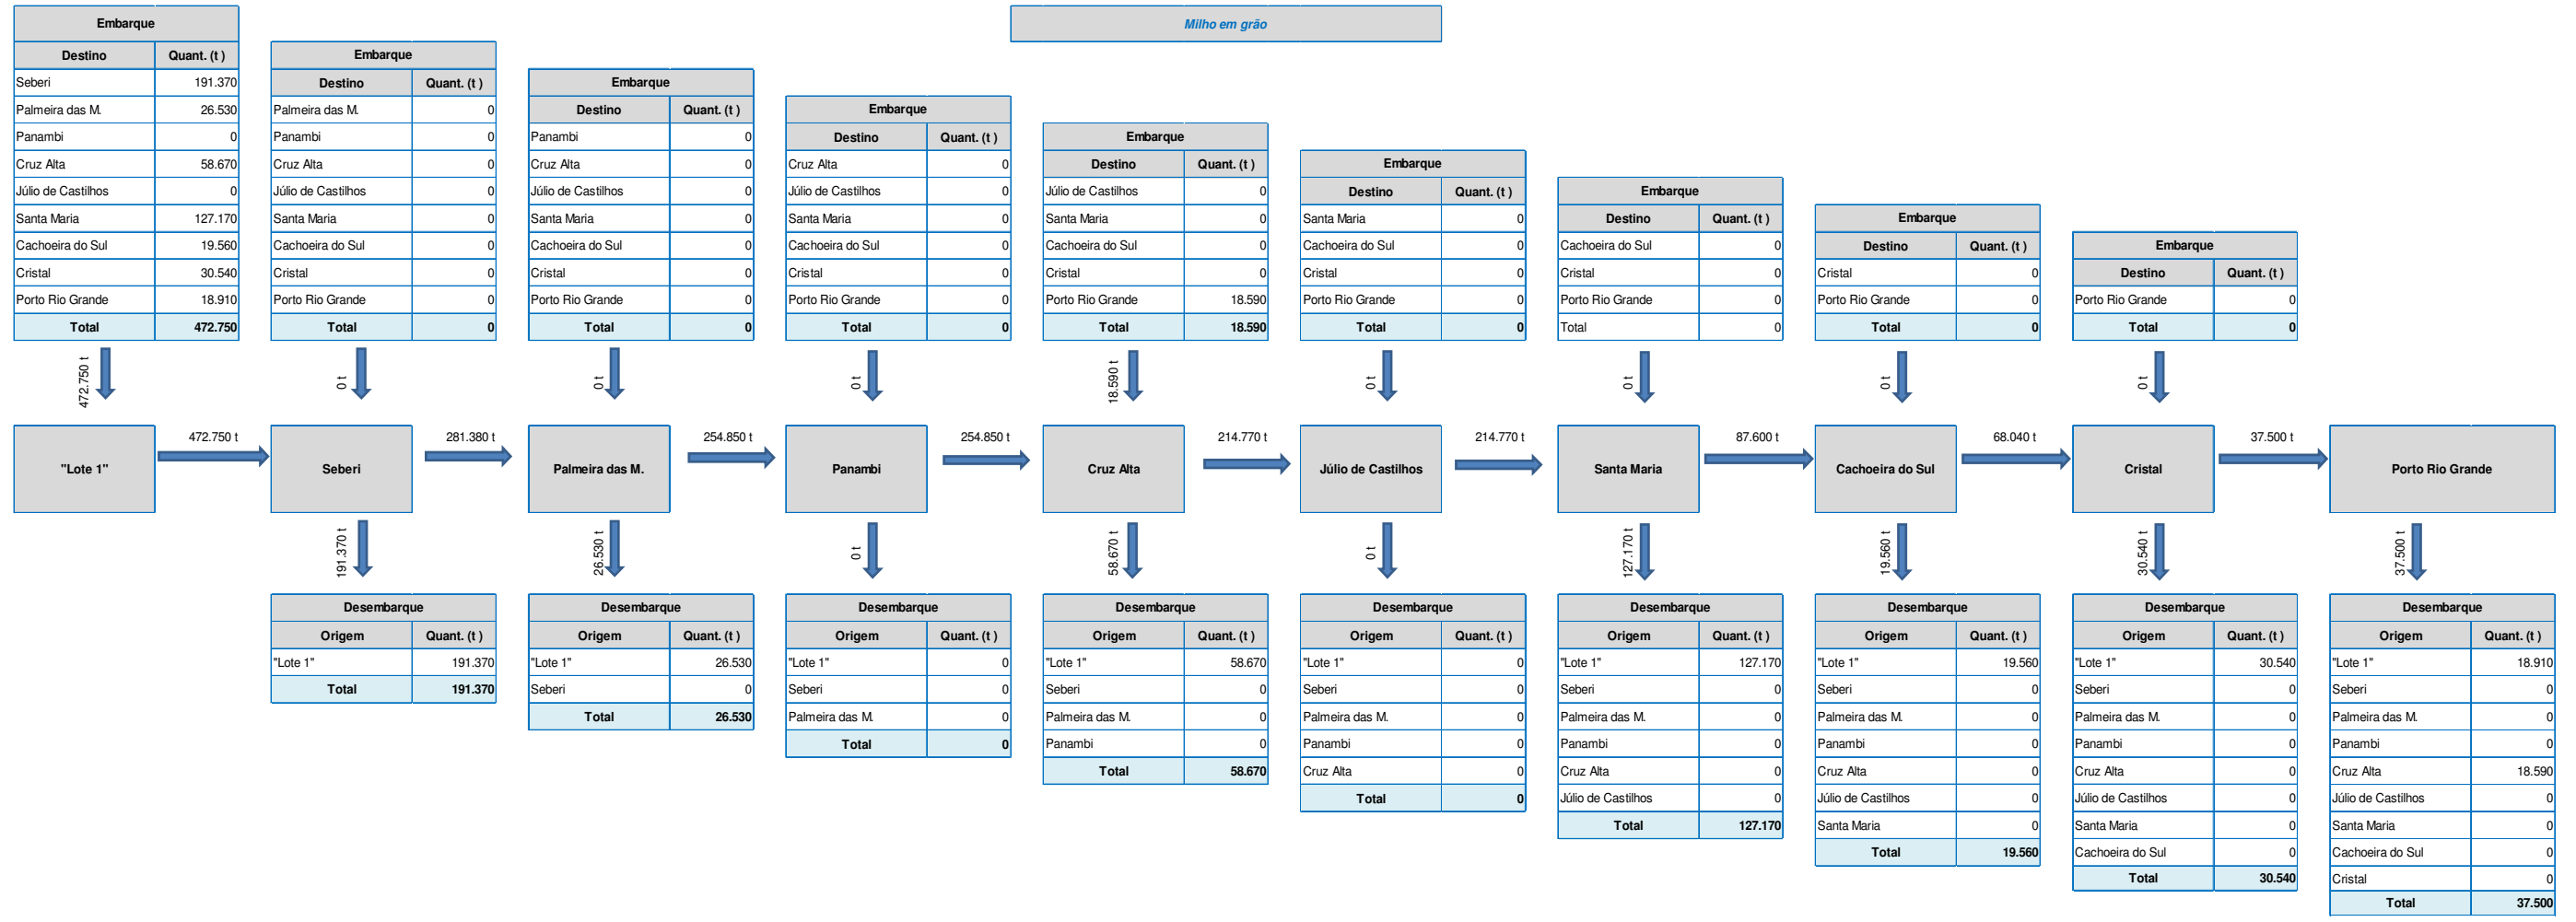 Milho em grão
Embarque
Destino Quant. (t )
Seberi 191.370
Palmeira das M. 26.530
Panambi 0
Cruz Alta 58.670
Júlio de Castilhos 0
Santa Maria 127.170
Cachoeira do Sul 19.560
Cristal 30.540
Porto Rio Grande 18.910
Total 472.750
Embarque
Destino Quant. (t )
Palmeira das M. 0
Panambi 0
Cruz Alta 0
Júlio de Castilhos 0
Santa Maria 0
Cachoeira do Sul 0
Cristal 0
Porto Rio Grande 0
Total 0
Embarque
Destino Quant. (t )
Panambi 0
Cruz Alta 0
Júlio de Castilhos 0
Santa Maria 0
Cachoeira do Sul 0
Cristal 0
Porto Rio Grande 0
Total 0
Embarque
Destino Quant. (t )
Cruz Alta 0
Júlio de Castilhos 0
Santa Maria 0
Cachoeira do Sul 0
Cristal 0
Porto Rio Grande 0
Total 0
Embarque
Destino Quant. (t )
Júlio de Castilhos 0
Santa Maria 0
Cachoeira do Sul 0
Cristal 0
Porto Rio Grande 18.590
Total 18.590
Embarque
Destino Quant. (t )
Santa Maria 0
Cachoeira do Sul 0
Cristal 0
Porto Rio Grande 0
Total 0
Embarque
Destino Quant. (t )
Cachoeira do Sul 0
Cristal 0
Porto Rio Grande 0
Total 0
Embarque
Destino Quant. (t )
Cristal 0
Porto Rio Grande 0
Total 0
Embarque
Destino Quant. (t )
Porto Rio Grande 0
Total 0
472.750 t
0 t
0 t
0 t
18.590 t
0 t
0 t
0 t
0 t
"Lote 1"
472.750 t
Seberi
281.380 t
Palmeira das M.
254.850 t
Panambi
254.850 t
Cruz Alta
214.770 t
Júlio de Castilhos
214.770 t
Santa Maria
87.600 t
Cachoeira do Sul
68.040 t
Cristal
37.500 t
Porto Rio Grande
191.370 t
26.530 t
0 t
58.670 t
0 t
127.170 t
19.560 t
30.540 t
37.500 t
Desembarque
Origem Quant. (t )
"Lote 1" 191.370
Total 191.370
Desembarque
Origem Quant. (t )
"Lote 1" 26.530
Seberi 0
Total 26.530
Desembarque
Origem Quant. (t )
"Lote 1" 0
Seberi 0
Palmeira das M. 0
Total 0
Desembarque
Origem Quant. (t )
"Lote 1" 58.670
Seberi 0
Palmeira das M. 0
Panambi 0
Total 58.670
Desembarque
Origem Quant. (t )
"Lote 1" 0
Seberi 0
Palmeira das M. 0
Panambi 0
Cruz Alta 0
Total 0
Desembarque
Origem Quant. (t )
"Lote 1" 127.170
Seberi 0
Palmeira das M. 0
Panambi 0
Cruz Alta 0
Júlio de Castilhos 0
Total 127.170
Desembarque
Origem Quant. (t )
"Lote 1" 19.560
Seberi 0
Palmeira das M. 0
Panambi 0
Cruz Alta 0
Júlio de Castilhos 0
Santa Maria 0
Total 19.560
Desembarque
Origem Quant. (t )
"Lote 1" 30.540
Seberi 0
Palmeira das M. 0
Panambi 0
Cruz Alta 0
Júlio de Castilhos 0
Santa Maria 0
Cachoeira do Sul 0
Total 30.540
Desembarque
Origem Quant. (t )
"Lote 1" 18.910
Seberi 0
Palmeira das M. 0
Panambi 0
Cruz Alta 18.590
Júlio de Castilhos 0
Santa Maria 0
Cachoeira do Sul 0
Cristal 0
Total 37.500